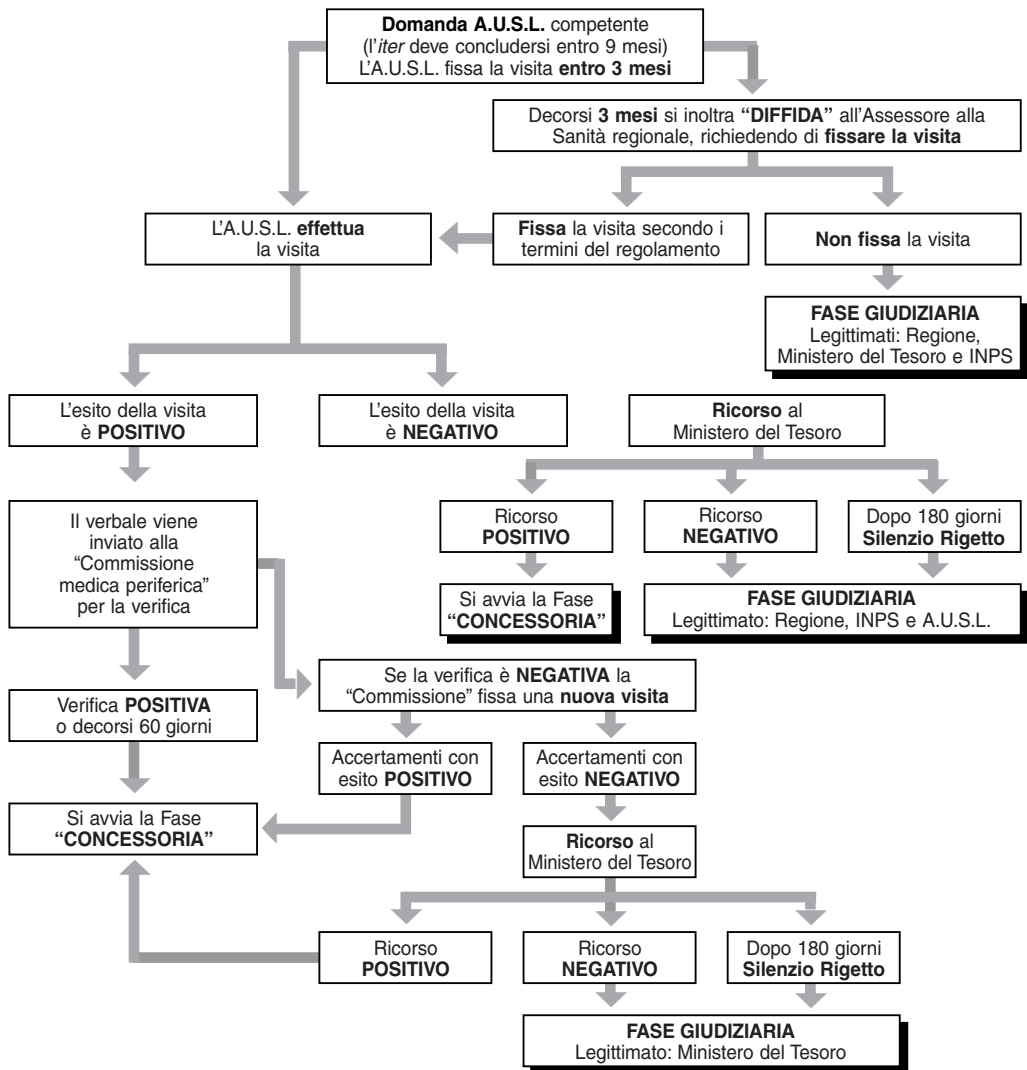 Domanda A.U.S.L. competente
(l'iter deve concludersi entro 9 mesi)
L'A.U.S.L. fissa la visita entro 3 mesi
Decorsi 3 mesi si inoltra “DIFFIDA” all'Assessore alla
Sanità regionale, richiedendo di fissare la visita
L'A.U.S.L. effettua
la visita
Fissa la visita secondo i
termini del regolamento
Non fissa la visita
FASE GIUDIZIARIA
Legittimati: Regione,
Ministero del Tesoro e INPS
L'esito della visita
è POSITIVO
L'esito della visita
è NEGATIVO
Ricorso al
Ministero del Tesoro
Il verbale viene
inviato alla
“Commissione
medica periferica”
per la verifica
Ricorso
POSITIVO
Ricorso
NEGATIVO
Dopo 180 giorni
Silenzio Rigetto
Si avvia la Fase
“CONCESSORIA”
FASE GIUDIZIARIA
Legittimato: Regione, INPS e A.U.S.L.
Se la verifica è NEGATIVA la
“Commissione” fissa una nuova visita
Verifica POSITIVA
o decorsi 60 giorni
Accertamenti con
esito POSITIVO
Accertamenti con
esito NEGATIVO
Si avvia la Fase
“CONCESSORIA”
Ricorso al
Ministero del Tesoro
Ricorso
POSITIVO
Ricorso
NEGATIVO
Dopo 180 giorni
Silenzio Rigetto
FASE GIUDIZIARIA
Legittimato: Ministero del Tesoro